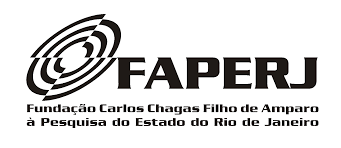 FAPERJ
Fundação Carlos Chagas Filho de Amparo
à Pesquisa do Estado do Rio de Janeiro